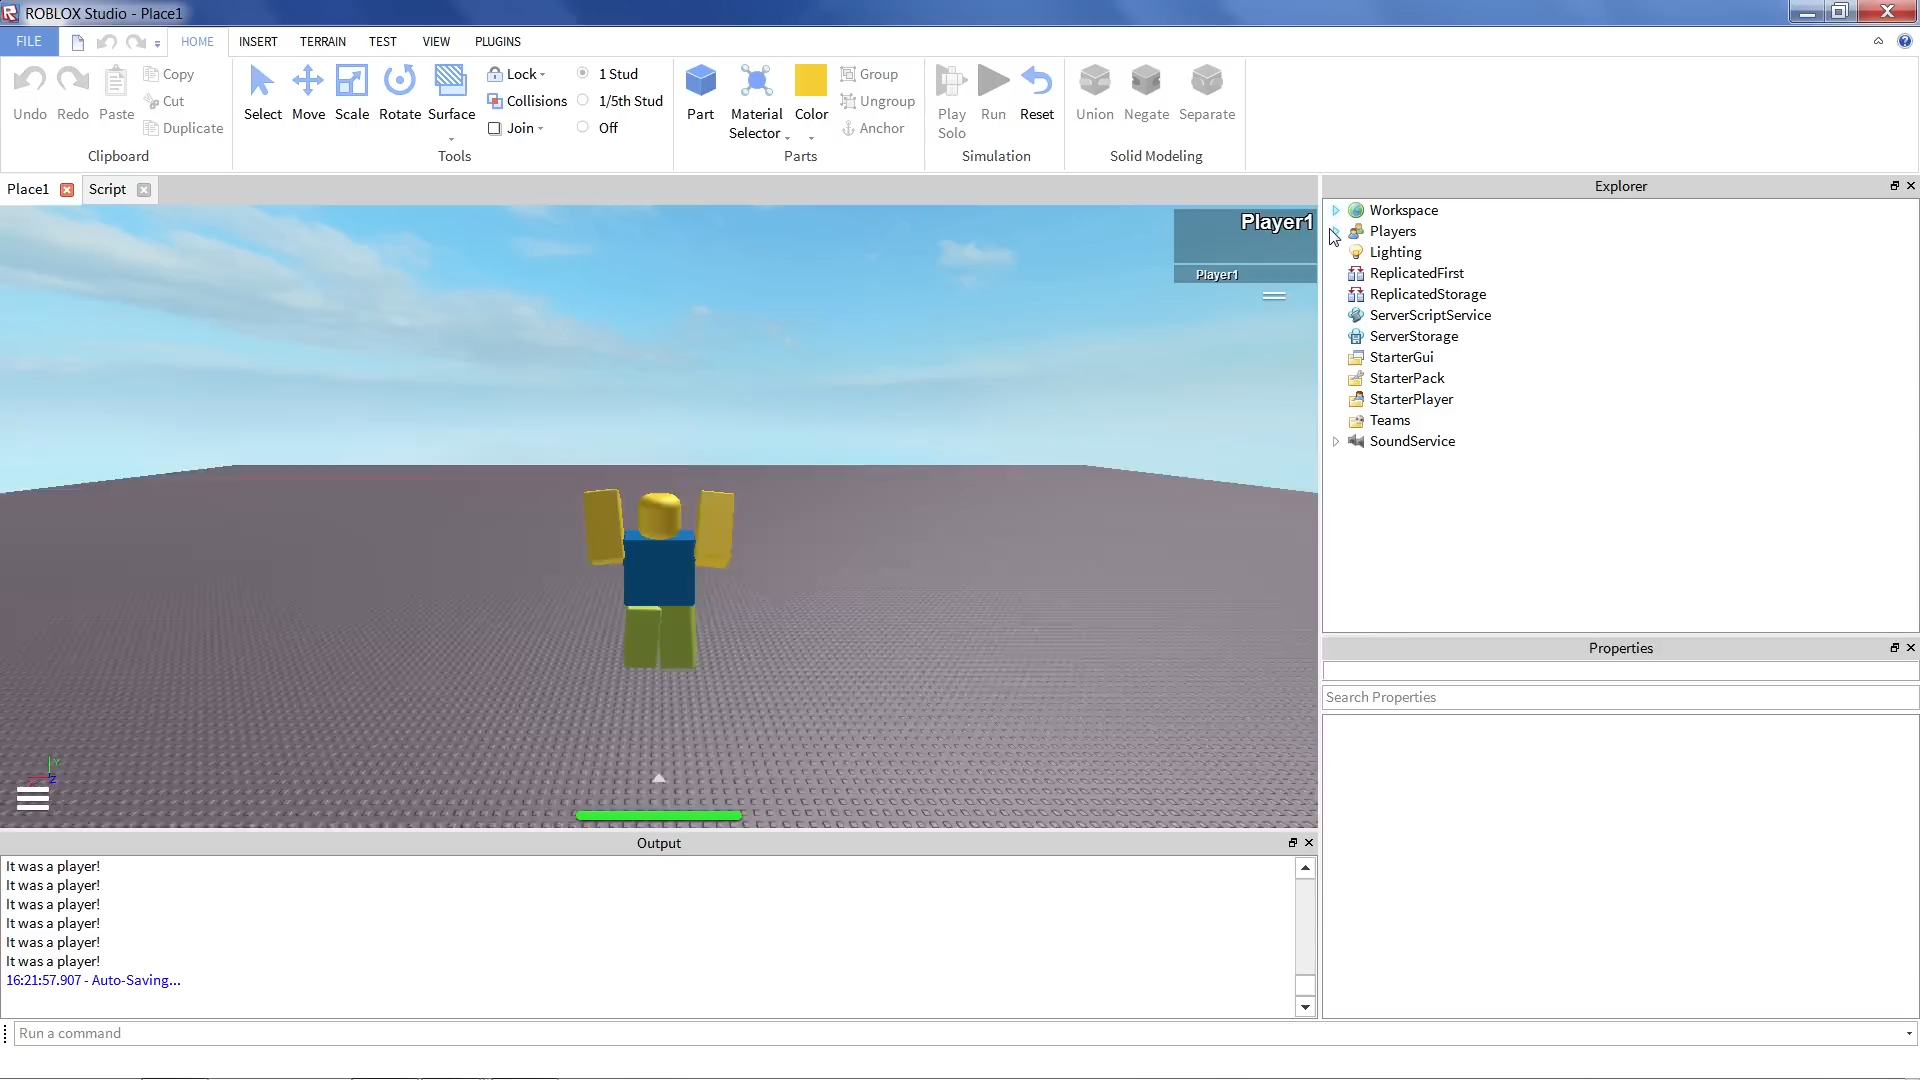 ROBLOX Studio - Place1
FILE HOME INSERT TERRAIN TEST VIEW PLUGINS
Undo Redo Paste Copy Cut Duplicate
Clipboard
Select Move Scale Rotate Surface Lock Collisions Join 1 Stud 1/5th Stud Off
Tools
Part Material Selector Color Group Ungroup Anchor
Parts
Play Solo Run Reset
Simulation
Union Negate Separate
Solid Modeling
Place1 Script
Player1
Player1
Y
Z
Explorer
Workspace
Players
Lighting
ReplicatedFirst
ReplicatedStorage
ServerScriptService
ServerStorage
StarterGui
StarterPack
StarterPlayer
Teams
SoundService
Properties
Search Properties
Output
It was a player!
It was a player!
It was a player!
It was a player!
It was a player!
It was a player!
16:21:57.907 - Auto-Saving...
Run a command